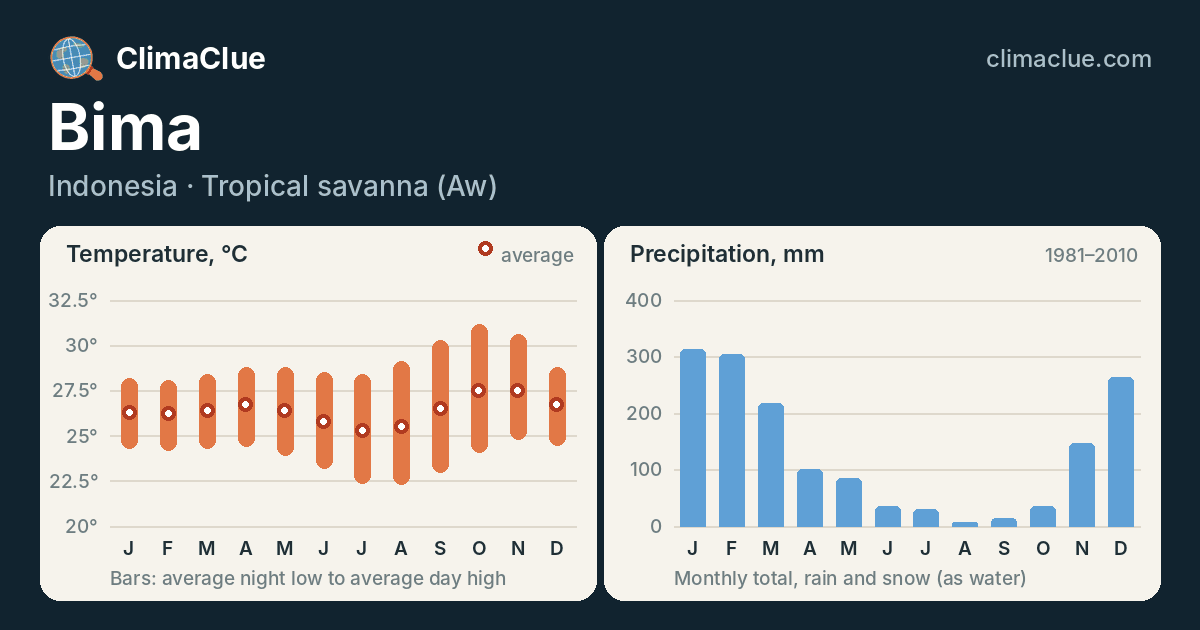 ClimaClue
climaclue.com
Bima
Indonesia · Tropical savanna (Aw)
Temperature, °C
average
32.5°
30°
27.5°
25°
22.5°
20°
J F M A M J J A S O N D
Bars: average night low to average day high
Precipitation, mm
1981–2010
400
300
200
100
0
J F M A M J J A S O N D
Monthly total, rain and snow (as water)